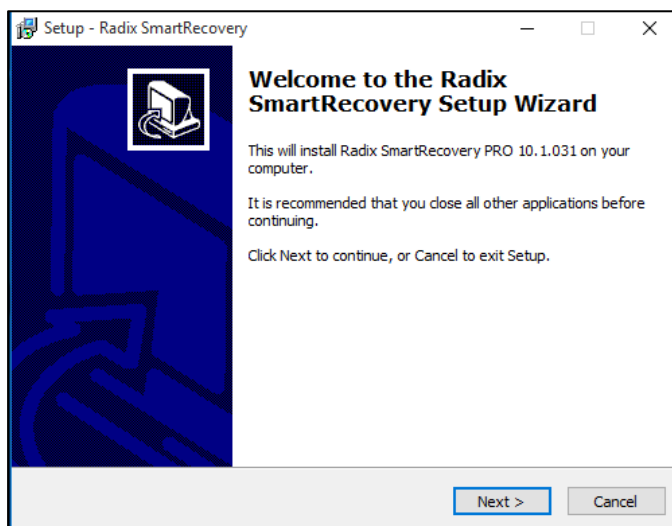 Setup - Radix SmartRecovery
Welcome to the Radix
SmartRecovery Setup Wizard
This will install Radix SmartRecovery PRO 10.1.031 on your
computer.
It is recommended that you close all other applications before
continuing.
Click Next to continue, or Cancel to exit Setup.
Next >
Cancel